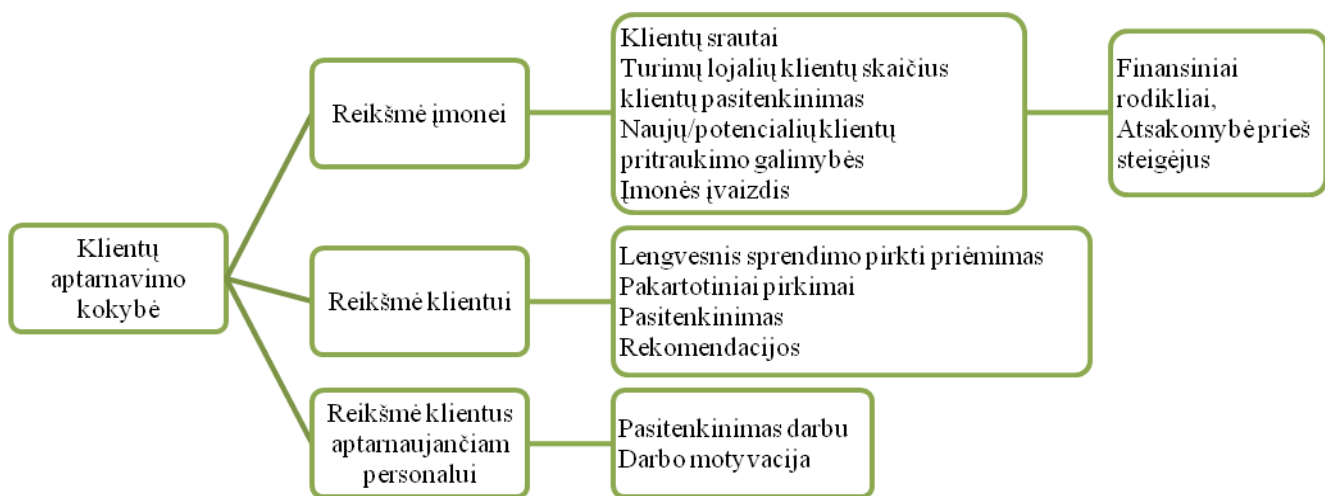 Klientų
aptarnavimo
kokybė
Reikšmė įmonei
Klientų srautai
Turimų lojalių klientų skaičius
klientų pasitenkinimas
Naujų/potencialių klientų
pritraukimo galimybės
Įmonės įvaizdis
Finansiniai
rodikliai,
Atsakomybė prieš
steigėjus
Reikšmė klientui
Lengvesnis sprendimo pirkti priėmimas
Pakartotiniai pirkimai
Pasitenkinimas
Rekomendacijos
Reikšmė klientus
aptarnaujančiam
personalui
Pasitenkinimas darbu
Darbo motyvacija